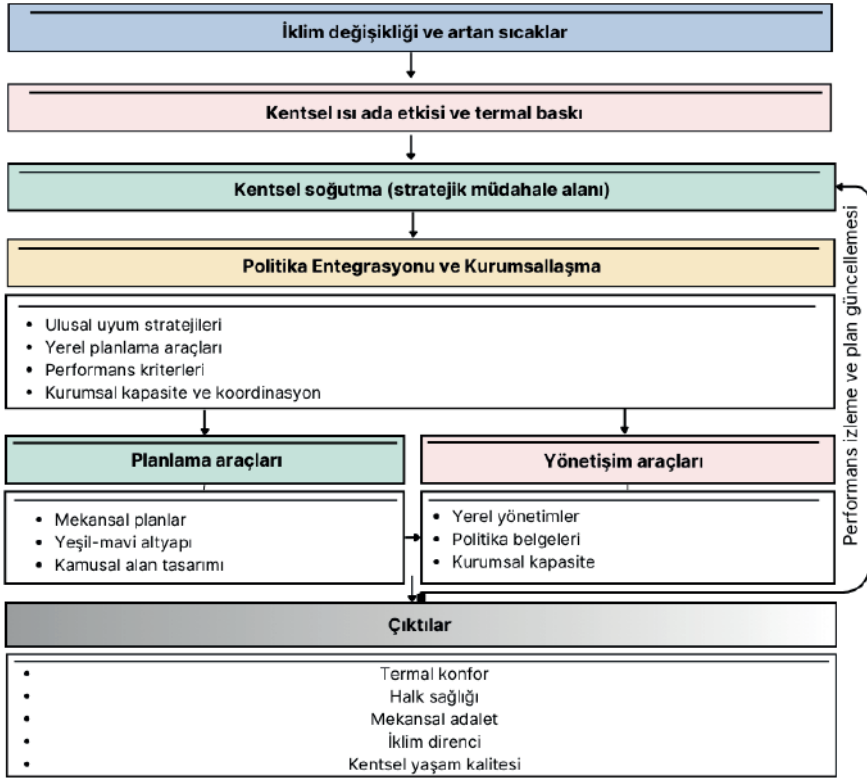 İklim değişikliği ve artan sıcaklar
Kentsel ısı ada etkisi ve termal baskı
Kentsel soğutma (stratejik müdahale alanı)
Politika Entegrasyonu ve Kurumsallaşma
• Ulusal uyum stratejileri
• Yerel planlama araçları
• Performans kriterleri
• Kurumsal kapasite ve koordinasyon
Planlama araçları
• Mekansal planlar
• Yeşil-mavi altyapı
• Kamusal alan tasarımı
Yönetişim araçları
• Yerel yönetimler
• Politika belgeleri
• Kurumsal kapasite
Performans izleme ve plan güncellemesi
Çıktılar
• Termal konfor
• Halk sağlığı
• Mekansal adalet
• İklim direnci
• Kentsel yaşam kalitesi